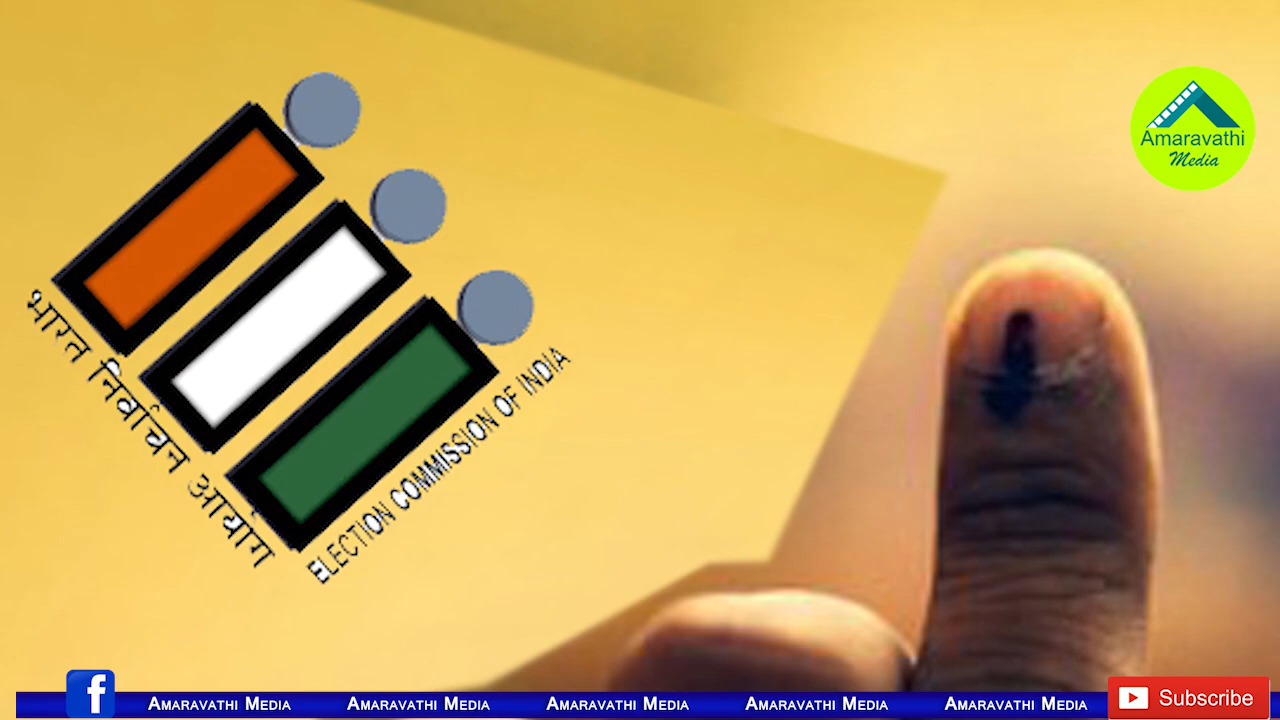 Amaravathi
Media
भारत निर्वाचन आयोग
ELECTION COMMISSION OF INDIA
f
AMARAVATHI MEDIA AMARAVATHI MEDIA AMARAVATHI MEDIA AMARAVATHI MEDIA AMARAVATHI MEDIA
Subscribe